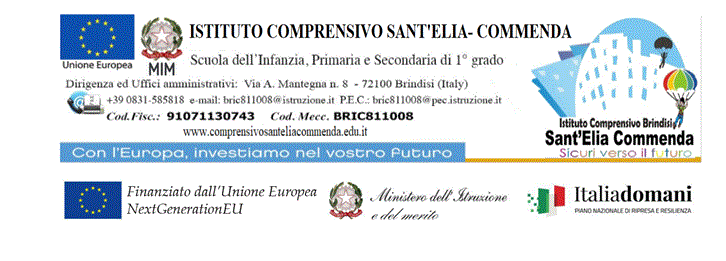 ISTITUTO COMPRENSIVO SANT'ELIA- COMMENDA
Unione Europea
MIM
Scuola dell'Infanzia, Primaria e Secondaria di 1° grado
Dirigenza ed Uffici amministrativi: Via A. Mantegna n. 8 - 72100 Brindisi (Italy)
+39 0831-585818 e-mail: bric811008@istruzione.it P.E.C.: bric811008@pec.istruzione.it
Cod.Fisc.: 91071130743 Cod. Mecc. BRIC811008
www.comprensivosanteliacommenda.edu.it
Con l'Europa, investiamo nel vostro futuro
Istituto Comprensivo Brindisi
Sant'Elia Commenda
Sicuri verso il futuro
Finanziato dall'Unione Europea
NextGenerationEU
Ministero dell'Istruzione
e del merito
Italiadomani
PIANO NAZIONALE DI RIPRESA E RESILIENZA